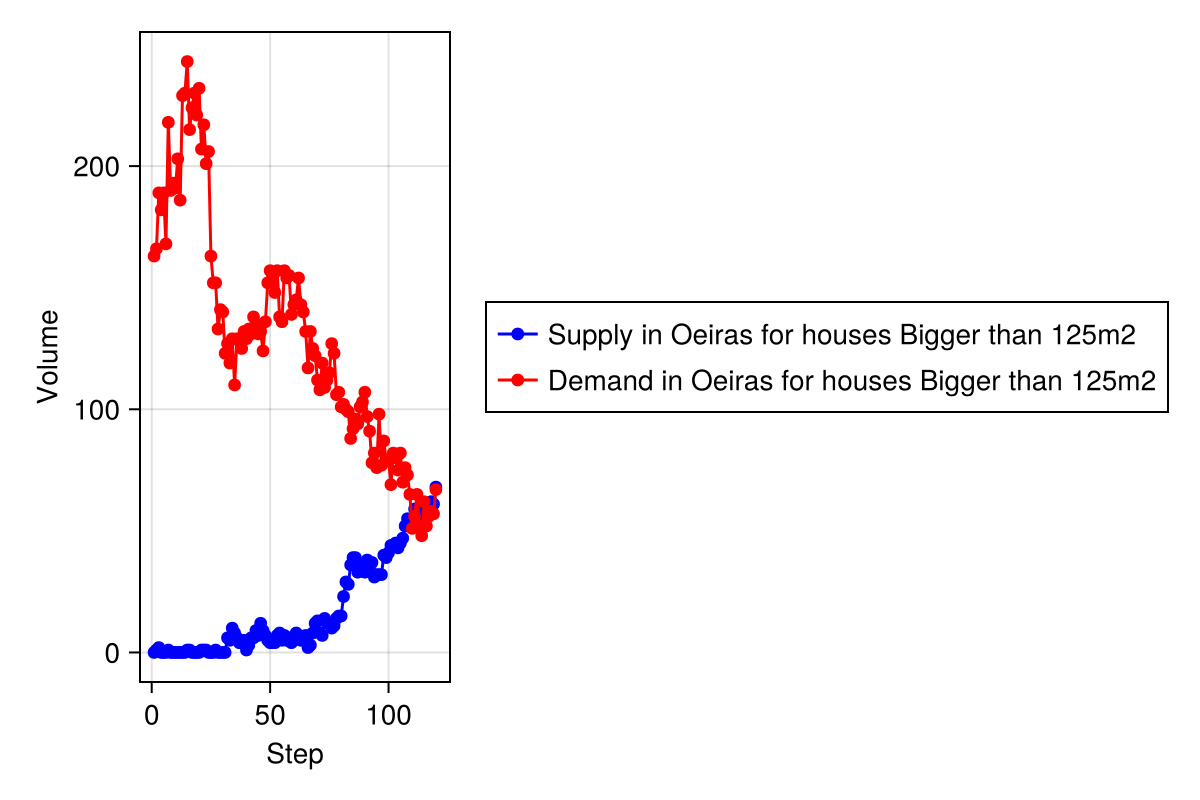 200
100
0
Volume
0 50 100
Step
Supply in Oeiras for houses Bigger than 125m2
Demand in Oeiras for houses Bigger than 125m2